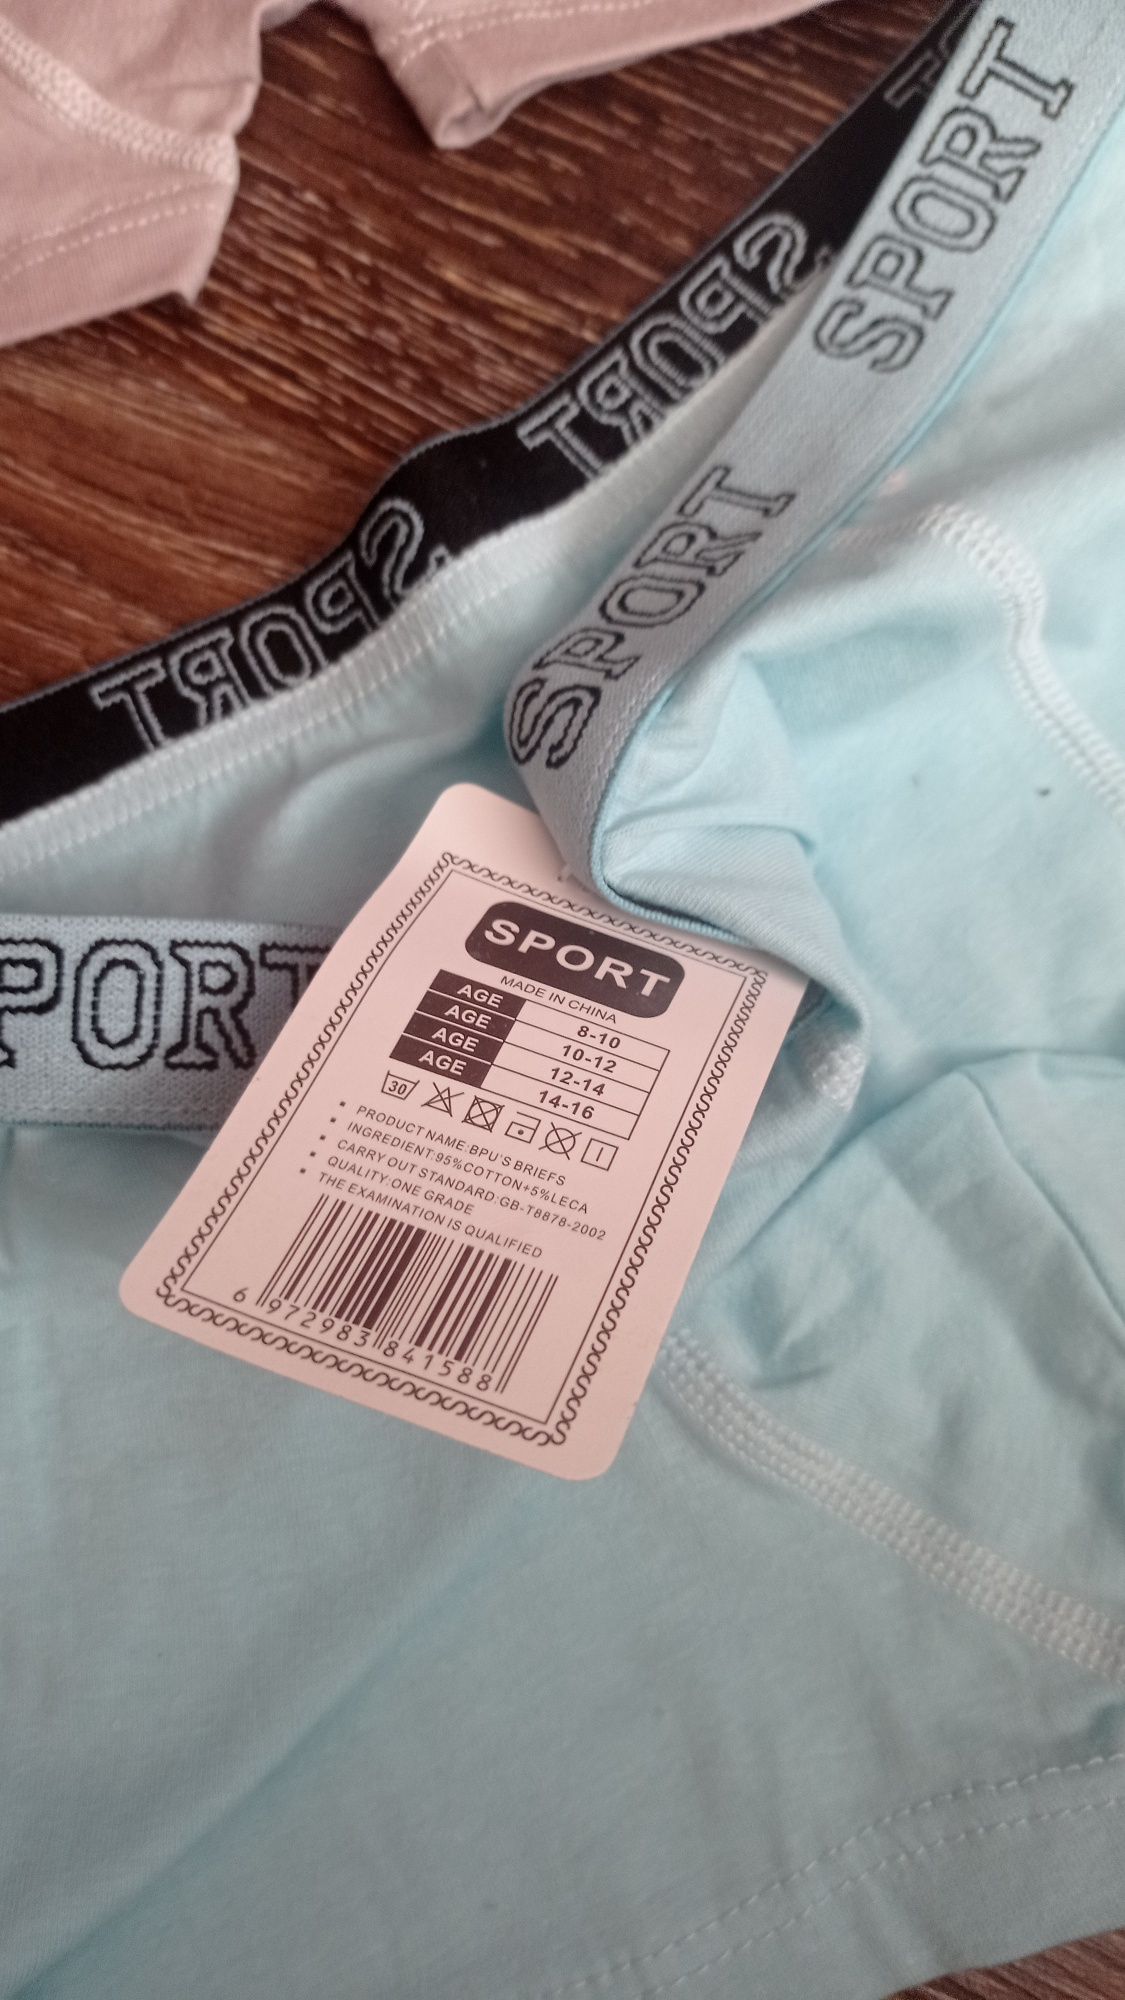 SPORT
SPORT
SPORT
SPORT
PORT
SPORT
MADE IN CHINA
AGE 8-10
AGE 10-12
AGE 12-14
AGE 14-16
30
PRODUCT NAME:BPU'S BRIEFS
INGREDIENT:95%COTTON+5%LECA
CARRY OUT STANDARD:GB-T8878-2002
QUALITY:ONE GRADE
THE EXAMINATION IS QUALIFIED
6 972983 841588